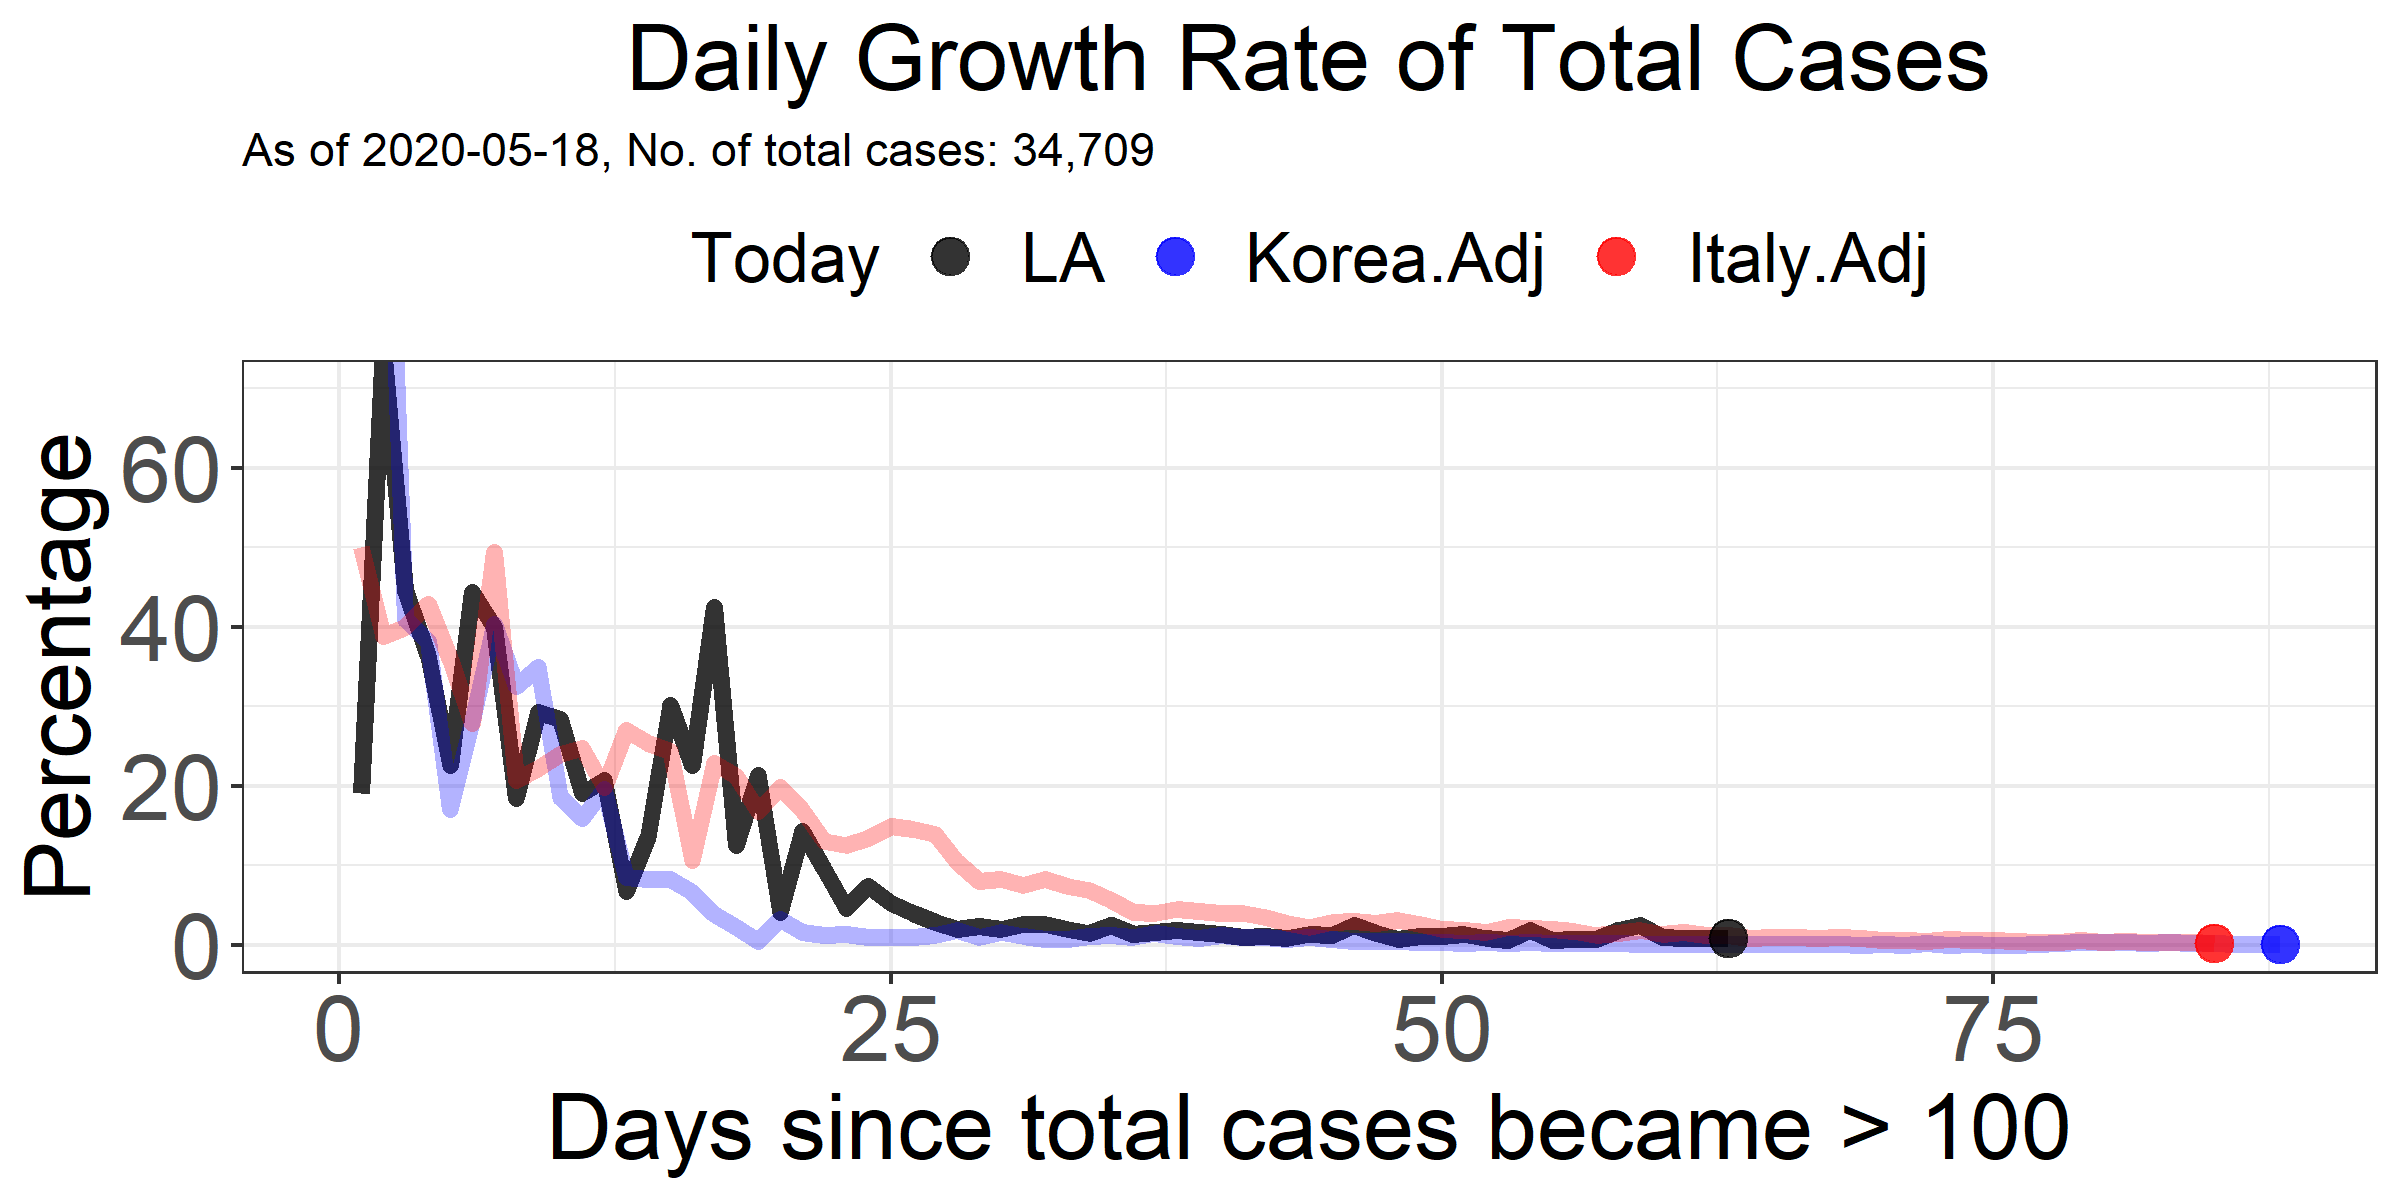 Daily Growth Rate of Total Cases
As of 2020-05-18, No. of total cases: 34,709
Today LA Korea.Adj Italy.Adj
Percentage
60
40
20
0
0 25 50 75
Days since total cases became > 100